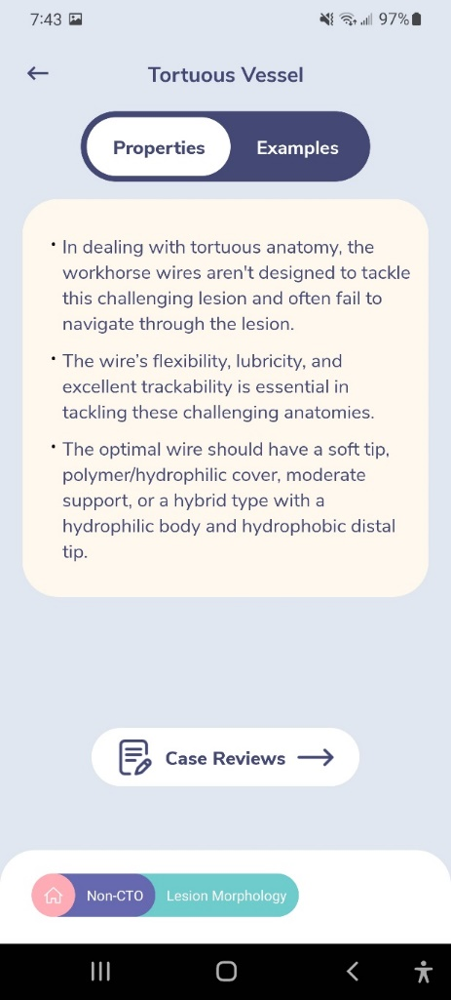 7:43 97%
Tortuous Vessel
Properties Examples
• In dealing with tortuous anatomy, the
workhorse wires aren't designed to tackle
this challenging lesion and often fail to
navigate through the lesion.
• The wire's flexibility, lubricity, and
excellent trackability is essential in
tackling these challenging anatomies.
• The optimal wire should have a soft tip,
polymer/hydrophilic cover, moderate
support, or a hybrid type with a
hydrophilic body and hydrophobic distal
tip.
Case Reviews
Non-CTO Lesion Morphology